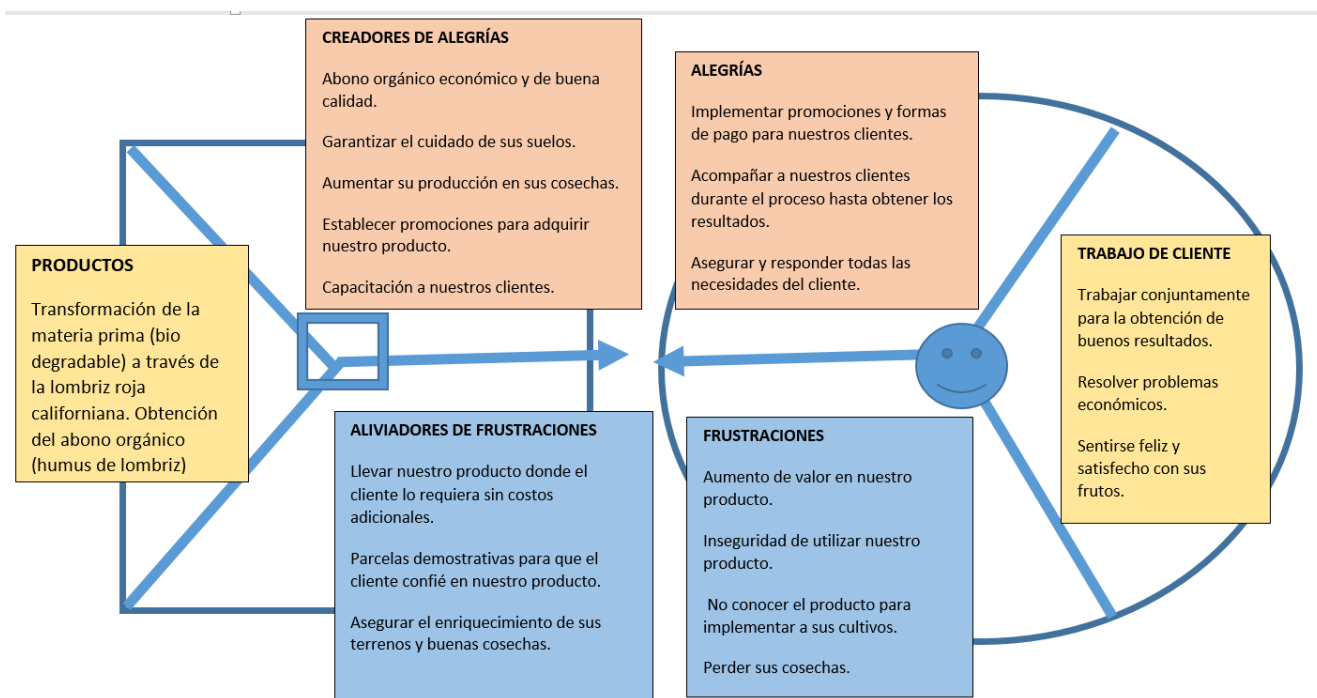 CREADORES DE ALEGRÍAS
Abono orgánico económico y de buena
calidad.
Garantizar el cuidado de sus suelos.
Aumentar su producción en sus cosechas.
Establecer promociones para adquirir
nuestro producto.
Capacitación a nuestros clientes.
ALEGRÍAS
Implementar promociones y formas
de pago para nuestros clientes.
Acompañar a nuestros clientes
durante el proceso hasta obtener los
resultados.
Asegurar y responder todas las
necesidades del cliente.
PRODUCTOS
Transformación de la
materia prima (bio
degradable) a través de
la lombriz roja
californiana. Obtención
del abono orgánico
(humus de lombriz)
TRABAJO DE CLIENTE
Trabajar conjuntamente
para la obtención de
buenos resultados.
Resolver problemas
económicos.
Sentirse feliz y
satisfecho con sus
frutos.
ALIVIADORES DE FRUSTRACIONES
Llevar nuestro producto donde el
cliente lo requiera sin costos
adicionales.
Parcelas demostrativas para que el
cliente confié en nuestro producto.
Asegurar el enriquecimiento de sus
terrenos y buenas cosechas.
FRUSTRACIONES
Aumento de valor en nuestro
producto.
Inseguridad de utilizar nuestro
producto.
No conocer el producto para
implementar a sus cultivos.
Perder sus cosechas.